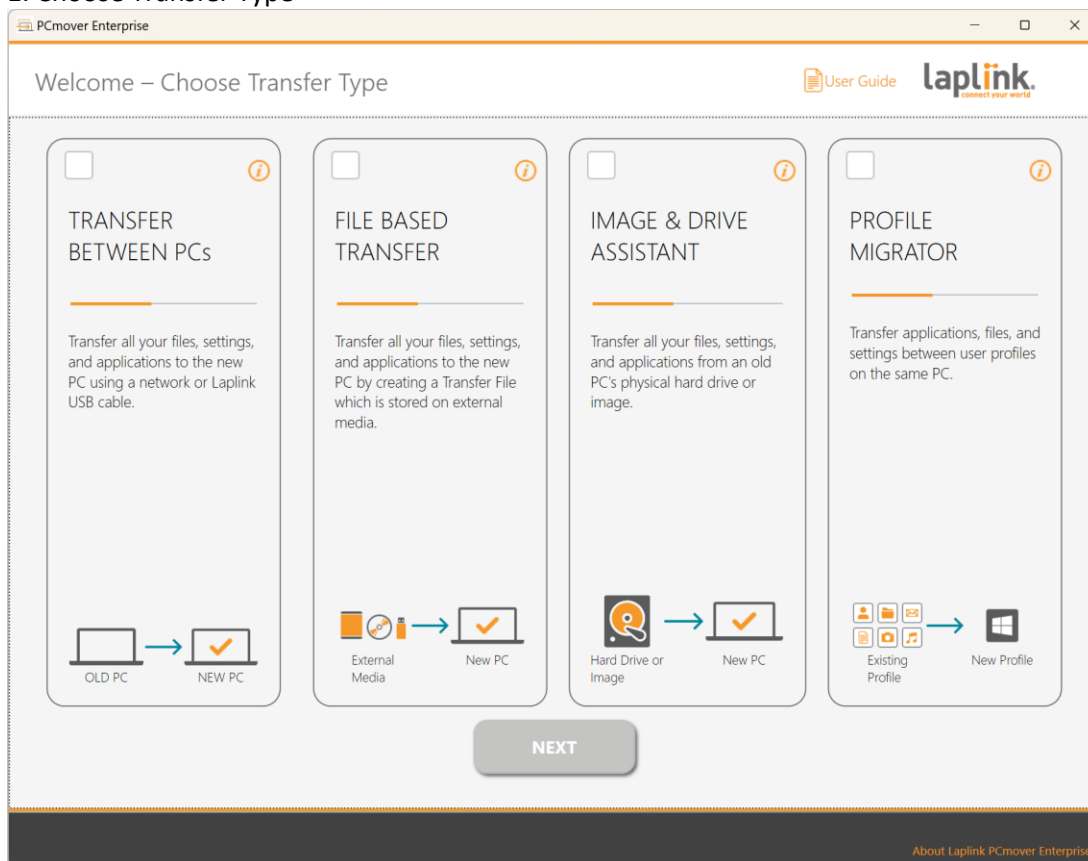 1. Choose Transfer Type
PCmover Enterprise
Welcome – Choose Transfer Type
User Guide
laplink.
connect your world
TRANSFER
BETWEEN PCs
Transfer all your files, settings,
and applications to the new
PC using a network or Laplink
USB cable.
OLD PC
NEW PC
FILE BASED
TRANSFER
Transfer all your files, settings,
and applications to the new
PC by creating a Transfer File
which is stored on external
media.
External
Media
New PC
IMAGE & DRIVE
ASSISTANT
Transfer all your files, settings,
and applications from an old
PC's physical hard drive or
image.
Hard Drive or
Image
New PC
PROFILE
MIGRATOR
Transfer applications, files, and
settings between user profiles
on the same PC.
Existing
Profile
New Profile
NEXT
About Laplink PCmover Enterprise